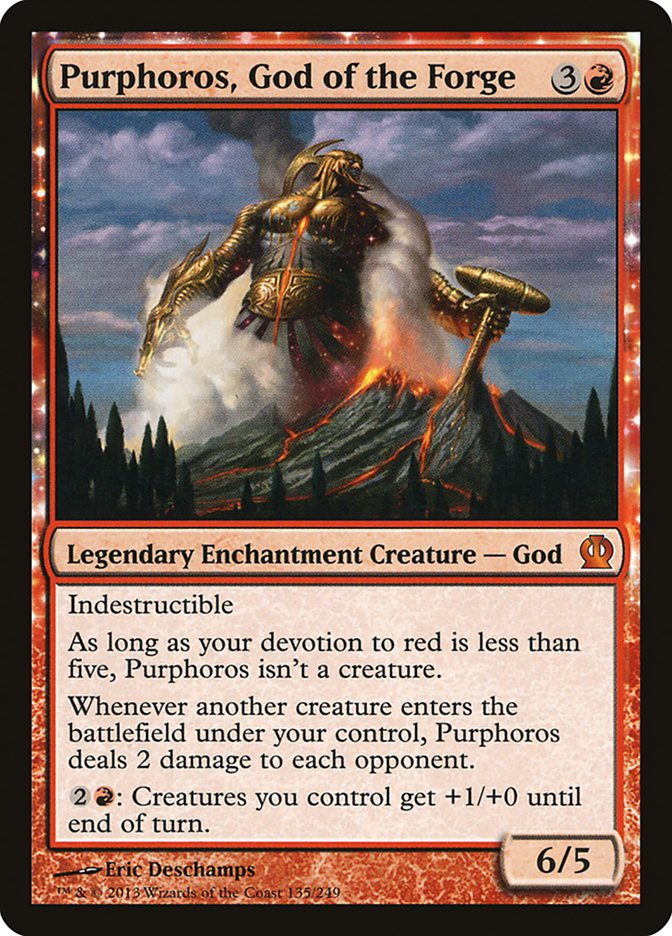 Purphoros, God of the Forge 3
Legendary Enchantment Creature — God
Indestructible
As long as your devotion to red is less than
five, Purphoros isn't a creature.
Whenever another creature enters the
battlefield under your control, Purphoros
deals 2 damage to each opponent.
2 : Creatures you control get +1/+0 until
end of turn.
6/5
Eric Deschamps
™ & © 2013 Wizards of the Coast 135/249